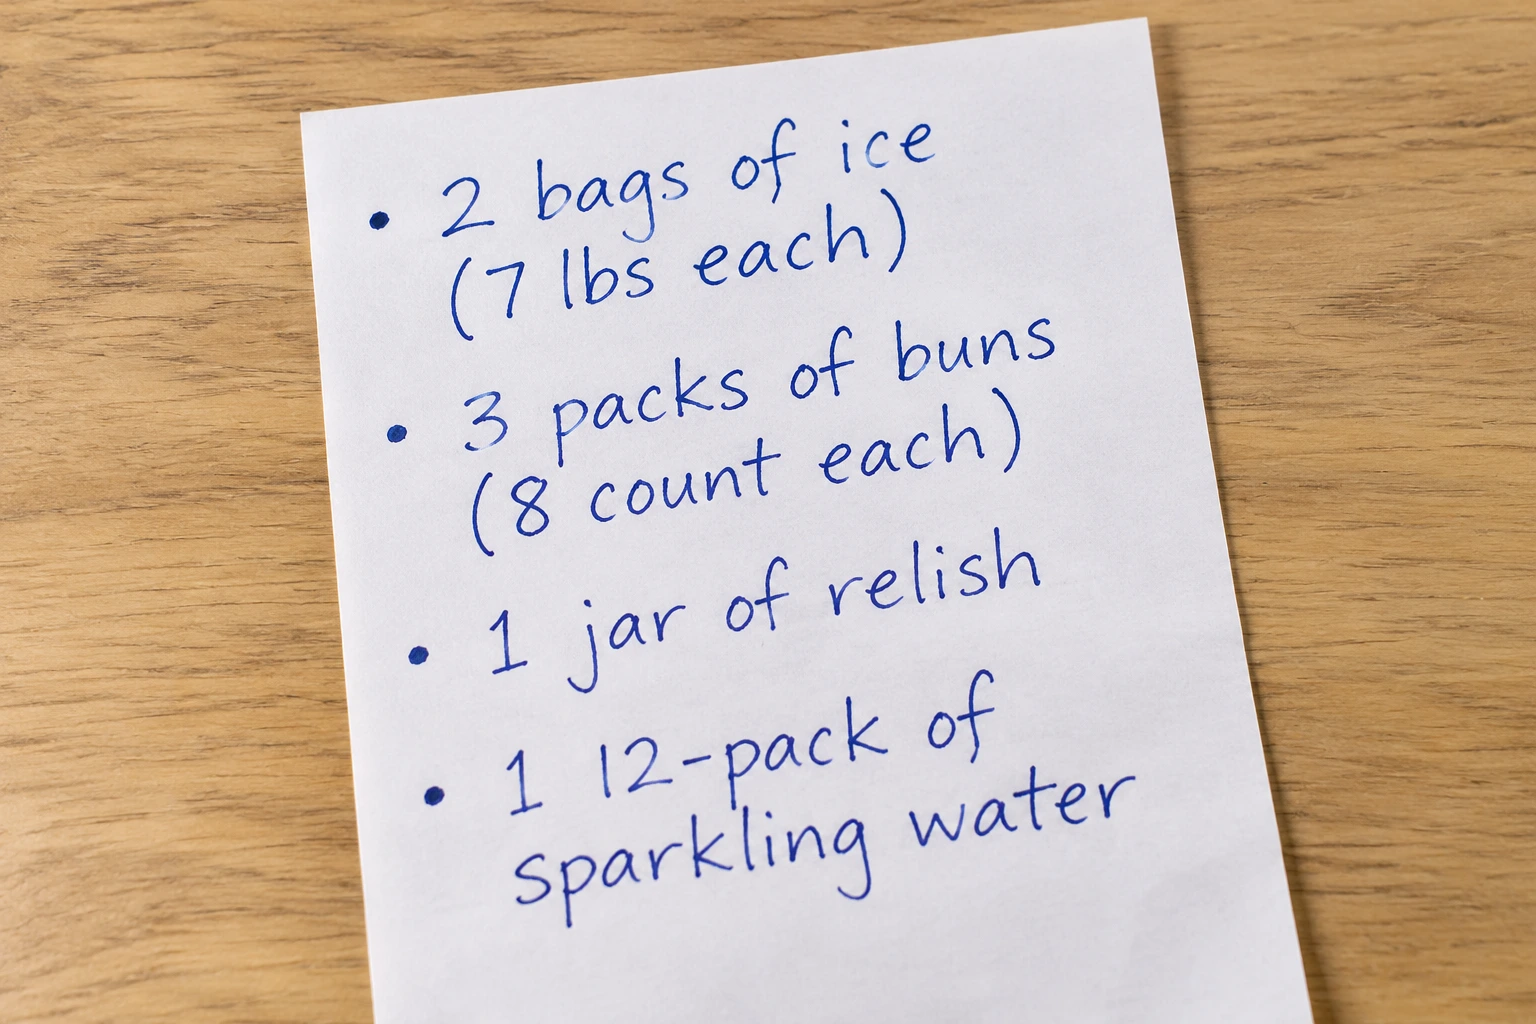 • 2 bags of ice
(7 lbs each)
• 3 packs of buns
(8 count each)
• 1 jar of relish
• 1 12-pack of
sparkling water